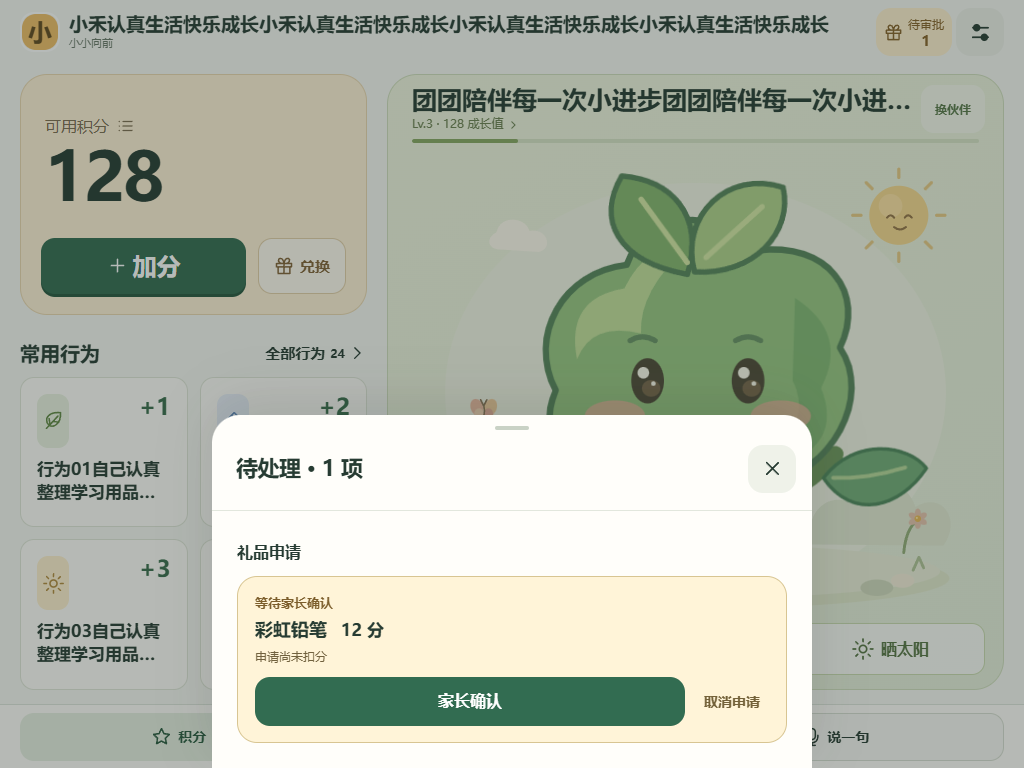 小
小禾认真生活快乐成长小禾认真生活快乐成长小禾认真生活快乐成长小禾认真生活快乐成长
小小向前
待审批
1
可用积分
128
+ 加分
兑换
团团陪伴每一次小进步团团陪伴每一次小进...
Lv.3 · 128 成长值 >
换伙伴
常用行为
全部行为 24 >
+1
行为01自己认真
整理学习用品...
+2
+3
行为03自己认真
整理学习用品...
晒太阳
积分
说一句
待处理 • 1 项
礼品申请
等待家长确认
彩虹铅笔 12 分
申请尚未扣分
家长确认
取消申请